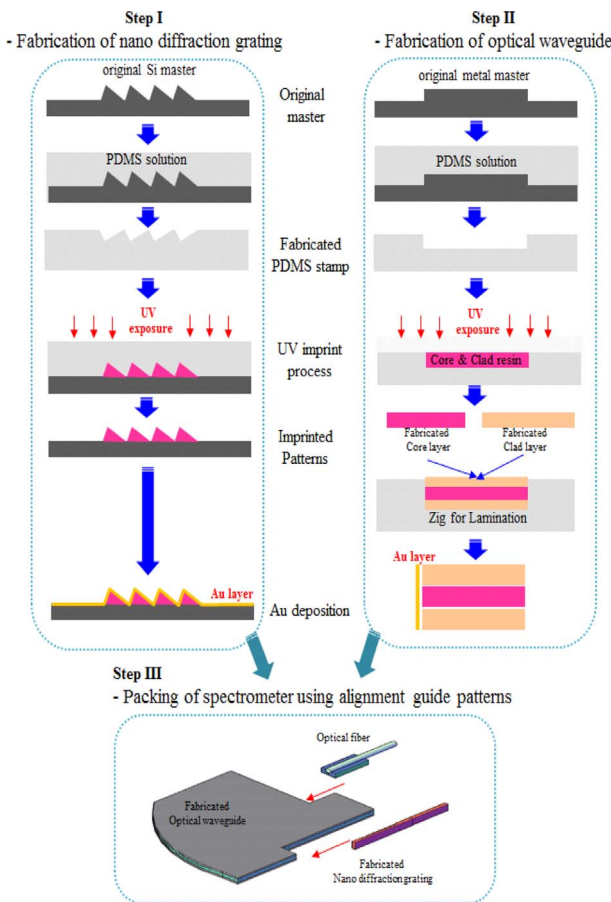 Step I
- Fabrication of nano diffraction grating
original Si master
PDMS solution
UV
exposure
Au layer
Original
master
Fabricated
PDMS stamp
UV imprint
process
Imprinted
Patterns
Au deposition
Step II
- Fabrication of optical waveguide
original metal master
PDMS solution
UV
exposure
Core & Clad resin
Fabricated
Core layer
Fabricated
Clad layer
Zig for Lamination
Au layer
Step III
- Packing of spectrometer using alignment guide patterns
Optical fiber
Fabricated
Optical waveguide
Fabricated
Nano diffraction grating